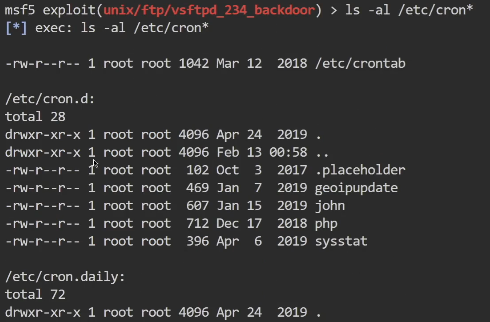 msf5 exploit(unix/ftp/vsftpd_234_backdoor) > ls -al /etc/cron*
[*] exec: ls -al /etc/cron*

-rw-r--r-- 1 root root 1042 Mar 12  2018 /etc/crontab

/etc/cron.d:
total 28
drwxr-xr-x 1 root root 4096 Apr 24  2019 .
drwxr-xr-x 1 root root 4096 Feb 13 00:58 ..
-rw-r--r-- 1 root root  102 Oct  3  2017 .placeholder
-rw-r--r-- 1 root root  469 Jan  7  2019 geoipupdate
-rw-r--r-- 1 root root  607 Jan 15  2019 john
-rw-r--r-- 1 root root  712 Dec 17  2018 php
-rw-r--r-- 1 root root  396 Apr  6  2019 sysstat

/etc/cron.daily:
total 72
drwxr-xr-x 1 root root 4096 Apr 24  2019 .